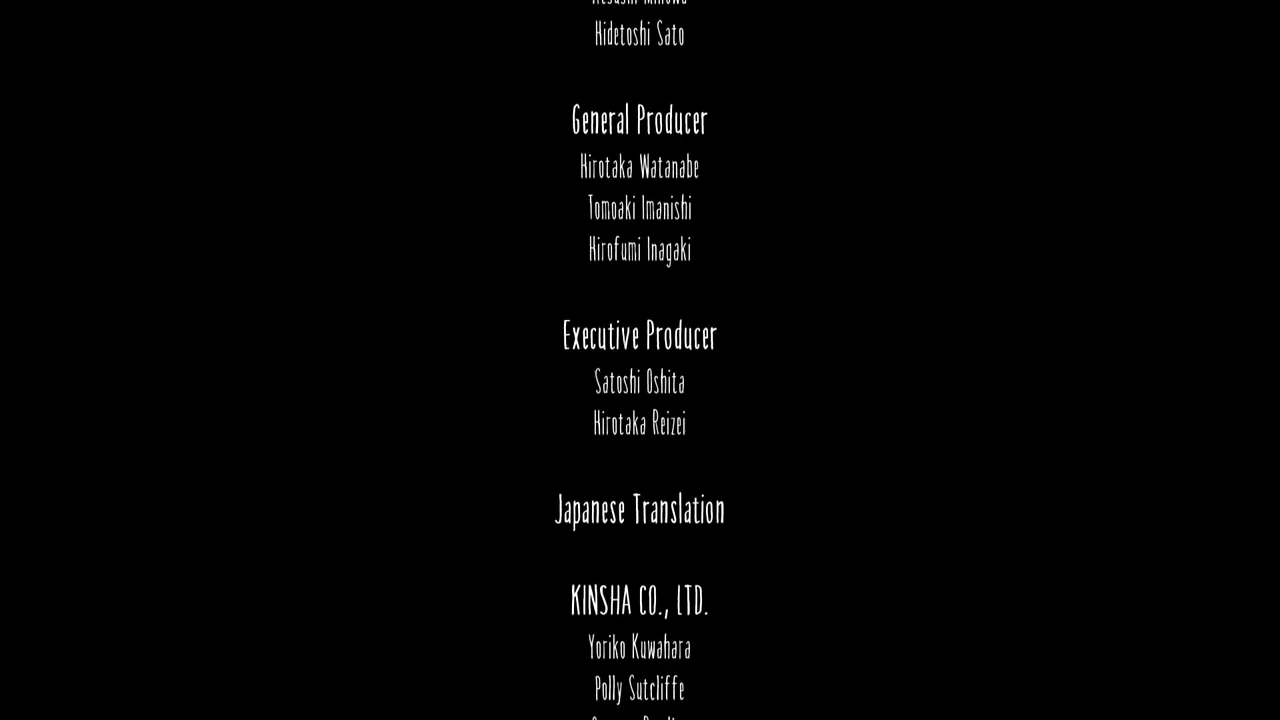 Hidetoshi Sato
General Producer
Hirotaka Watanabe
Tomoaki Imanishi
Hirofumi Inagaki
Executive Producer
Satoshi Oshita
Hirotaka Reizei
Japanese Translation
KINSHA CO., LTD.
Yoriko Kuwahara
Polly Sutcliffe